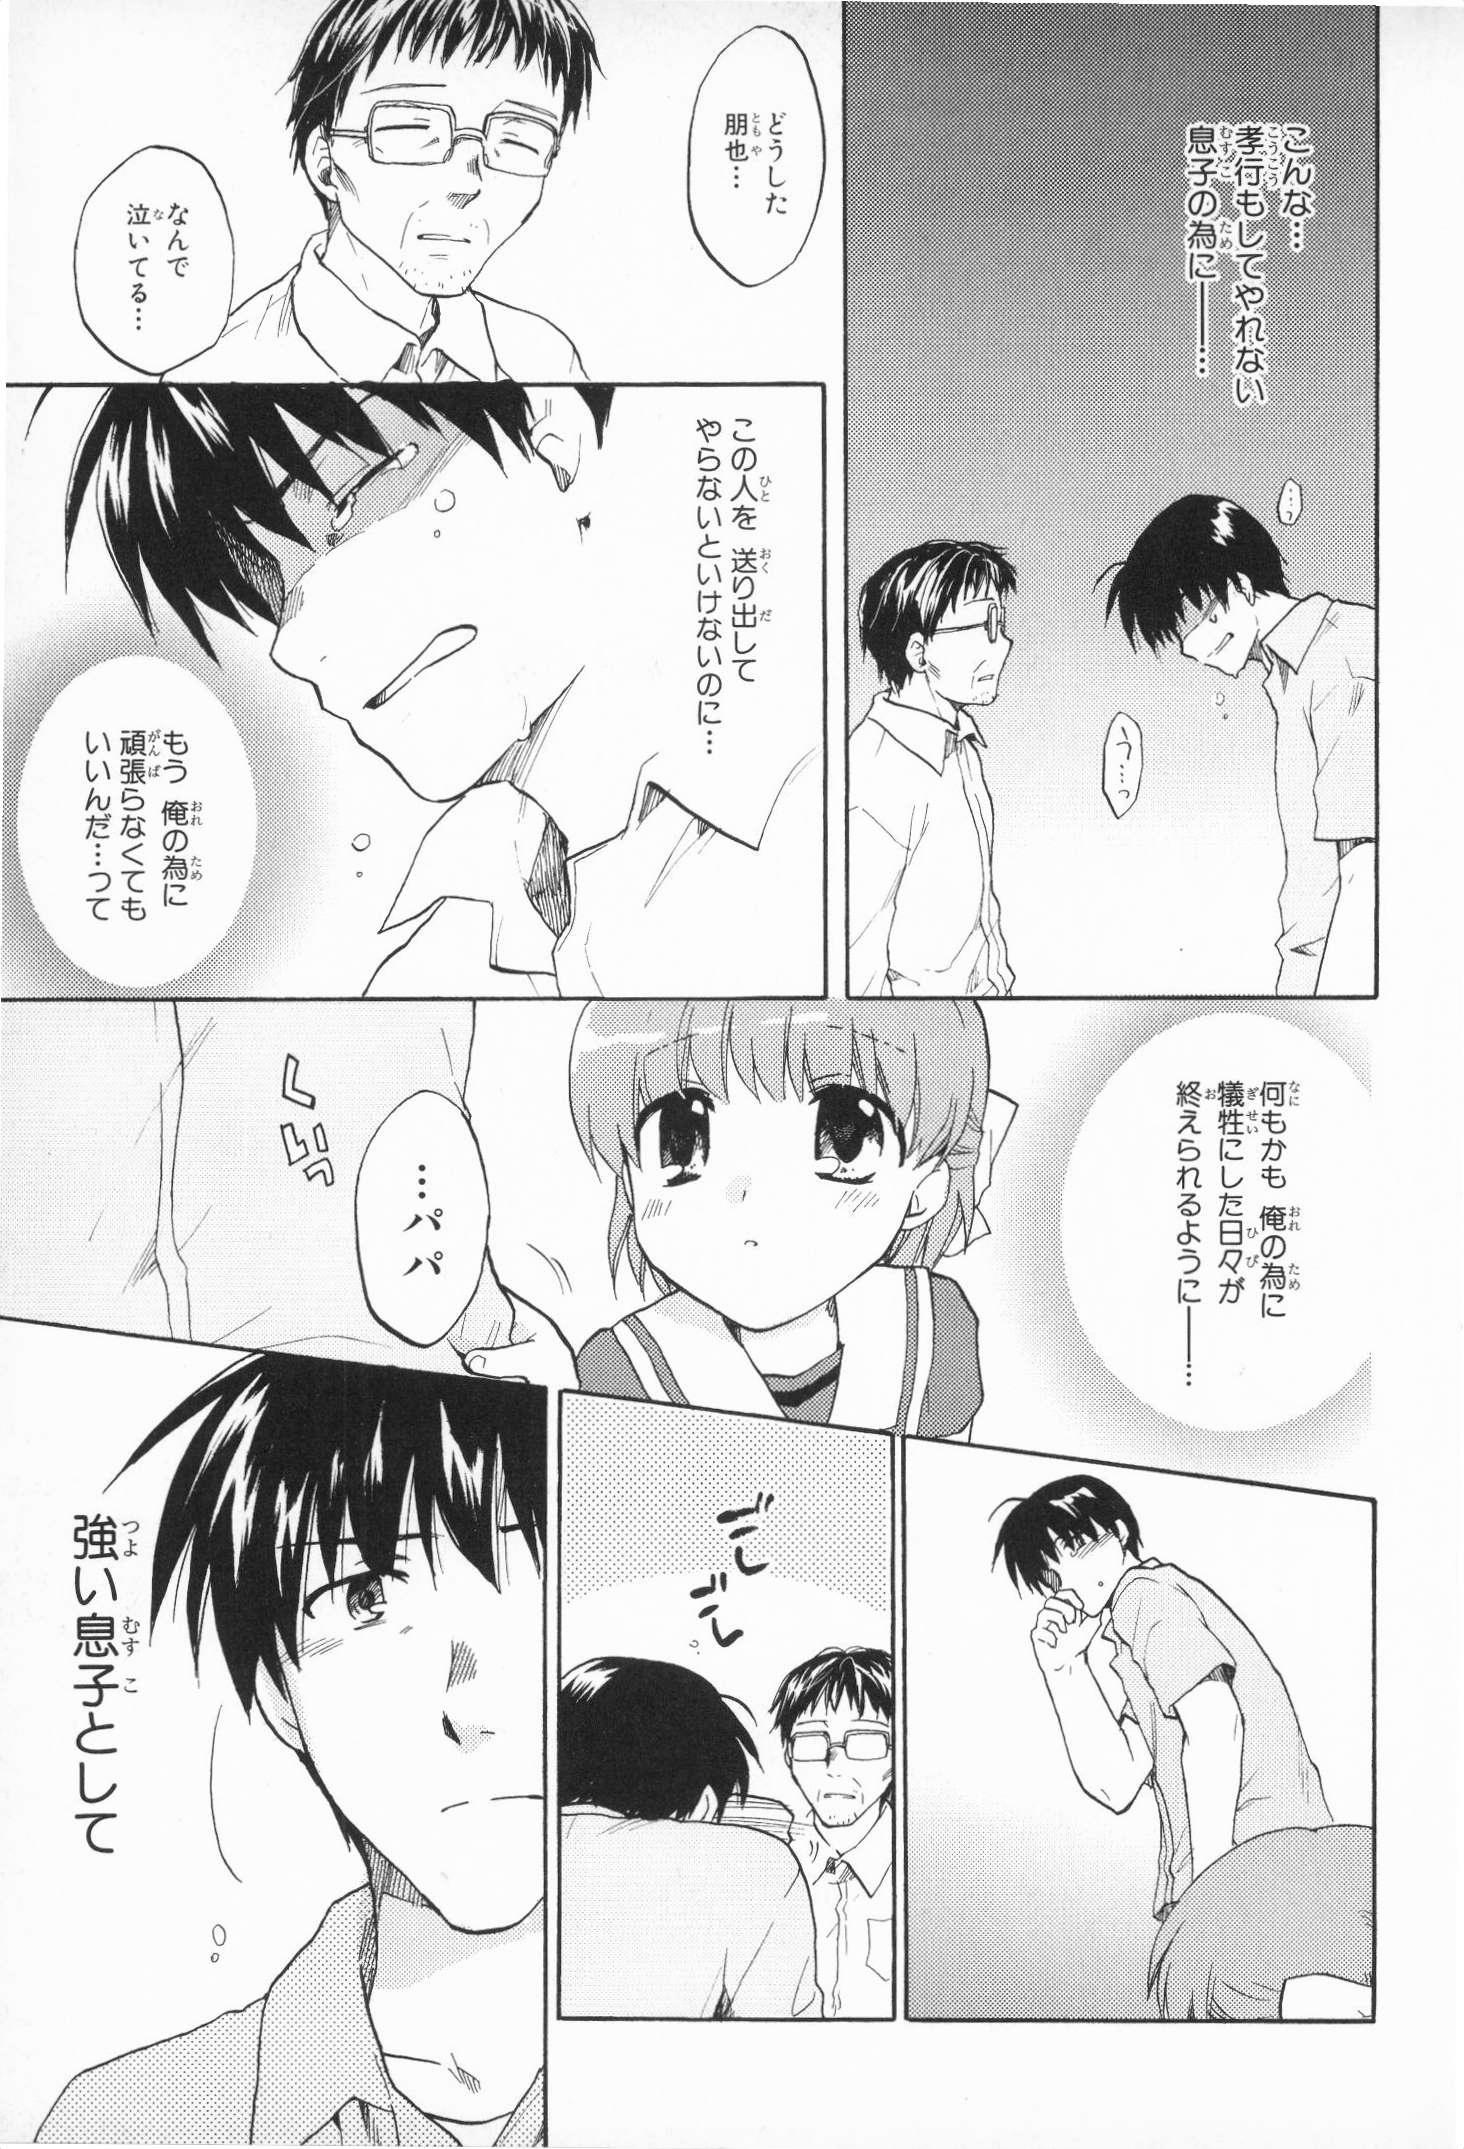 こんな…
孝行もしてやれない
息子の為に――…
…っ
う…っ
どうした
朋也…
なんで
泣いてる…
この人を 送り出して
やらないといけないのに…
もう 俺の為に
頑張らなくても
いいんだ…って
何もかも 俺の為に
犠牲にした日々が
終えられるように――…
…パパ
くいっ
ごし
ごし
強い息子として